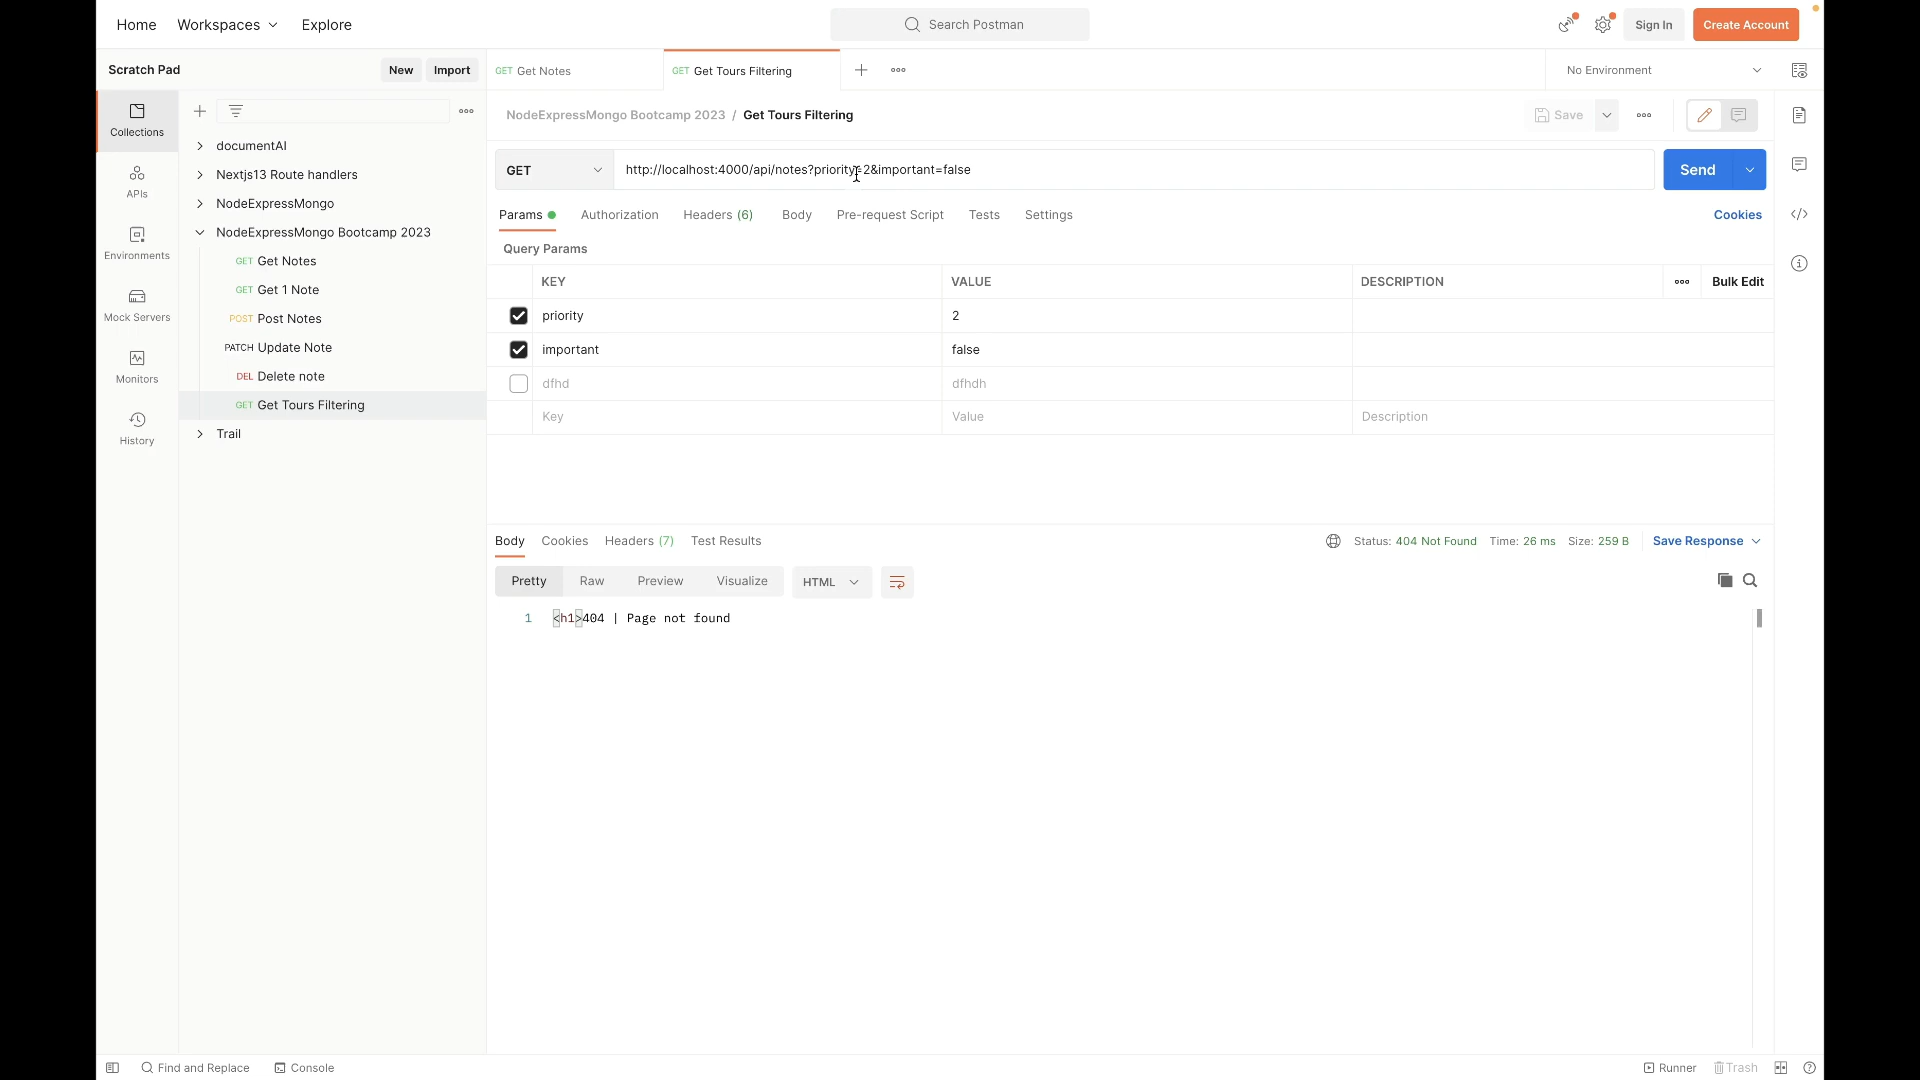 Home Workspaces Explore
Search Postman
Sign In Create Account
Scratch Pad New Import
GET Get Notes
GET Get Tours Filtering
No Environment
Collections
APIs
Environments
Mock Servers
Monitors
History
documentAI
Nextjs13 Route handlers
NodeExpressMongo
NodeExpressMongo Bootcamp 2023
GET Get Notes
GET Get 1 Note
POST Post Notes
PATCH Update Note
DEL Delete note
GET Get Tours Filtering
Trail
NodeExpressMongo Bootcamp 2023 / Get Tours Filtering
Save
GET http://localhost:4000/api/notes?priority=2&important=false Send
Params Authorization Headers (6) Body Pre-request Script Tests Settings Cookies
Query Params
KEY VALUE DESCRIPTION Bulk Edit
priority 2
important false
dfhd dfhdh
Key Value Description
Body Cookies Headers (7) Test Results Status: 404 Not Found Time: 26 ms Size: 259 B Save Response
Pretty Raw Preview Visualize HTML
1 <h1>404 | Page not found
Find and Replace Console Runner Trash